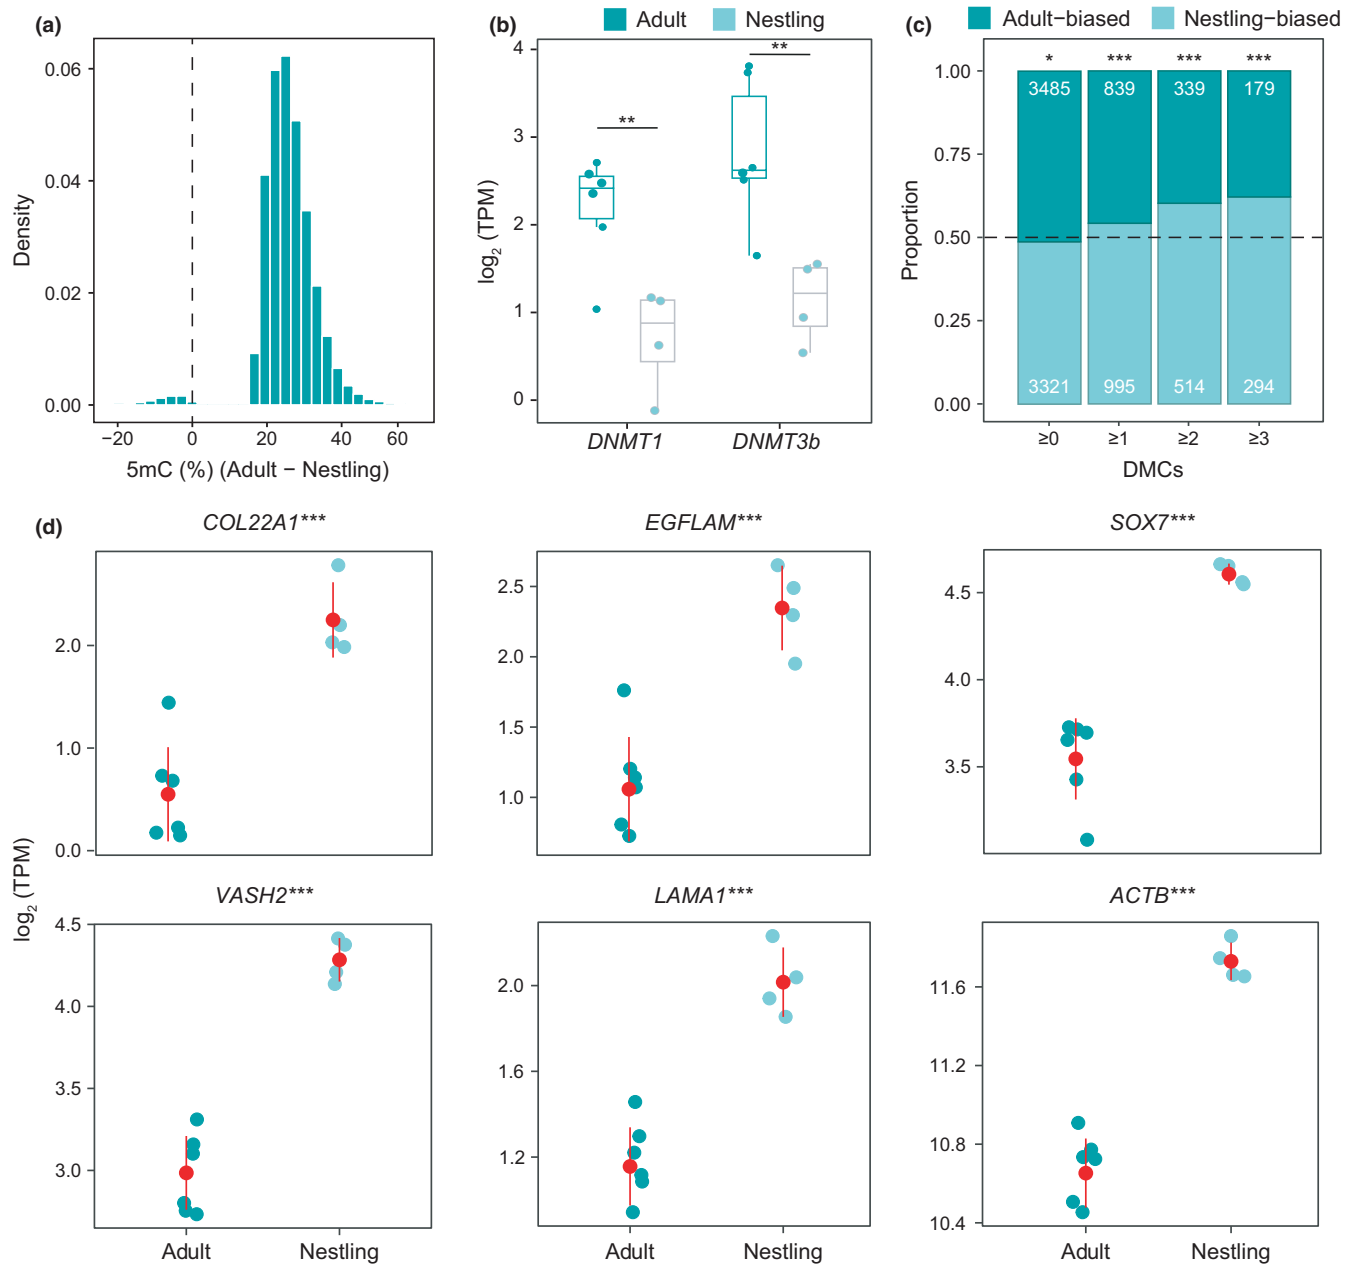 (a)
0.06
0.04
0.02
0.00
Density
−20 0 20 40 60
5mC (%) (Adult − Nestling)
(b)
Adult Nestling
4
3
2
1
0
log2 (TPM)
** **
DNMT1 DNMT3b
(c)
Adult−biased Nestling−biased
* *** *** ***
1.00
0.75
0.50
0.25
0.00
Proportion
3485 839 339 179
3321 995 514 294
≥0 ≥1 ≥2 ≥3
DMCs
(d)
log2 (TPM)
COL22A1***
2.0
1.0
0.0
EGFLAM***
2.5
2.0
1.5
1.0
SOX7***
4.5
4.0
3.5
VASH2***
4.5
4.0
3.5
3.0
Adult Nestling
LAMA1***
2.0
1.6
1.2
Adult Nestling
ACTB***
11.6
11.2
10.8
10.4
Adult Nestling